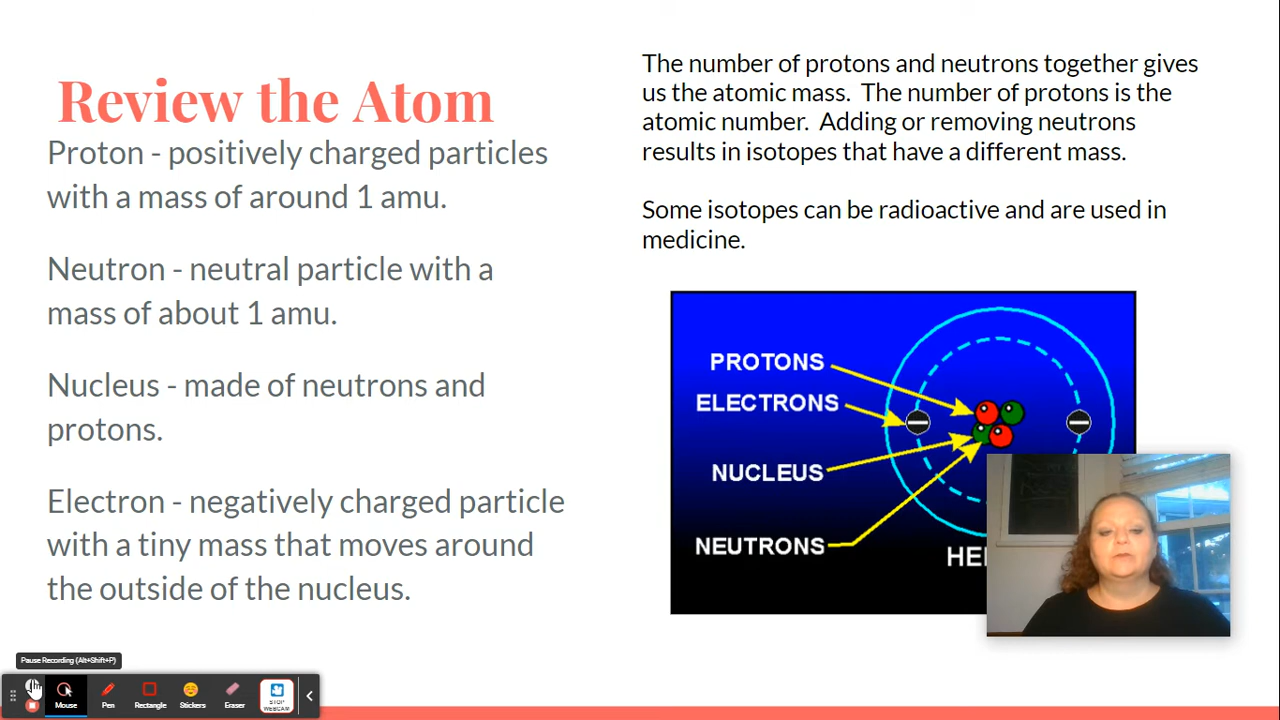 Review the Atom
Proton - positively charged particles
with a mass of around 1 amu.
Neutron - neutral particle with a
mass of about 1 amu.
Nucleus - made of neutrons and
protons.
Electron - negatively charged particle
with a tiny mass that moves around
the outside of the nucleus.
The number of protons and neutrons together gives
us the atomic mass.  The number of protons is the
atomic number.  Adding or removing neutrons
results in isotopes that have a different mass.
Some isotopes can be radioactive and are used in
medicine.
PROTONS
ELECTRONS
NUCLEUS
NEUTRONS
HE
Pause Recording (Alt+Shift+P)
Mouse
Pen
Rectangle
Stickers
Eraser
STOP
WEBCAM